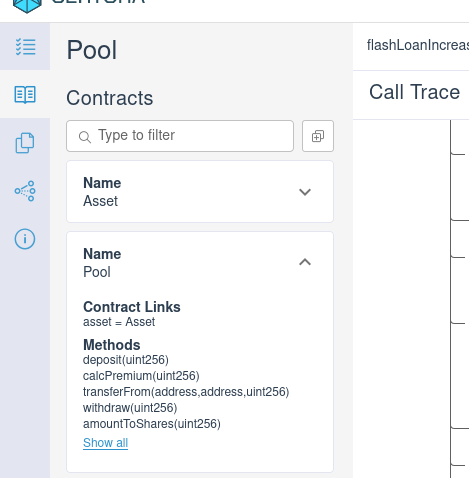 Pool
Contracts
Type to filter
Name
Asset
Name
Pool
Contract Links
asset = Asset
Methods
deposit(uint256)
calcPremium(uint256)
transferFrom(address,address,uint256)
withdraw(uint256)
amountToShares(uint256)
Show all
flashLoanIncreas
Call Trace